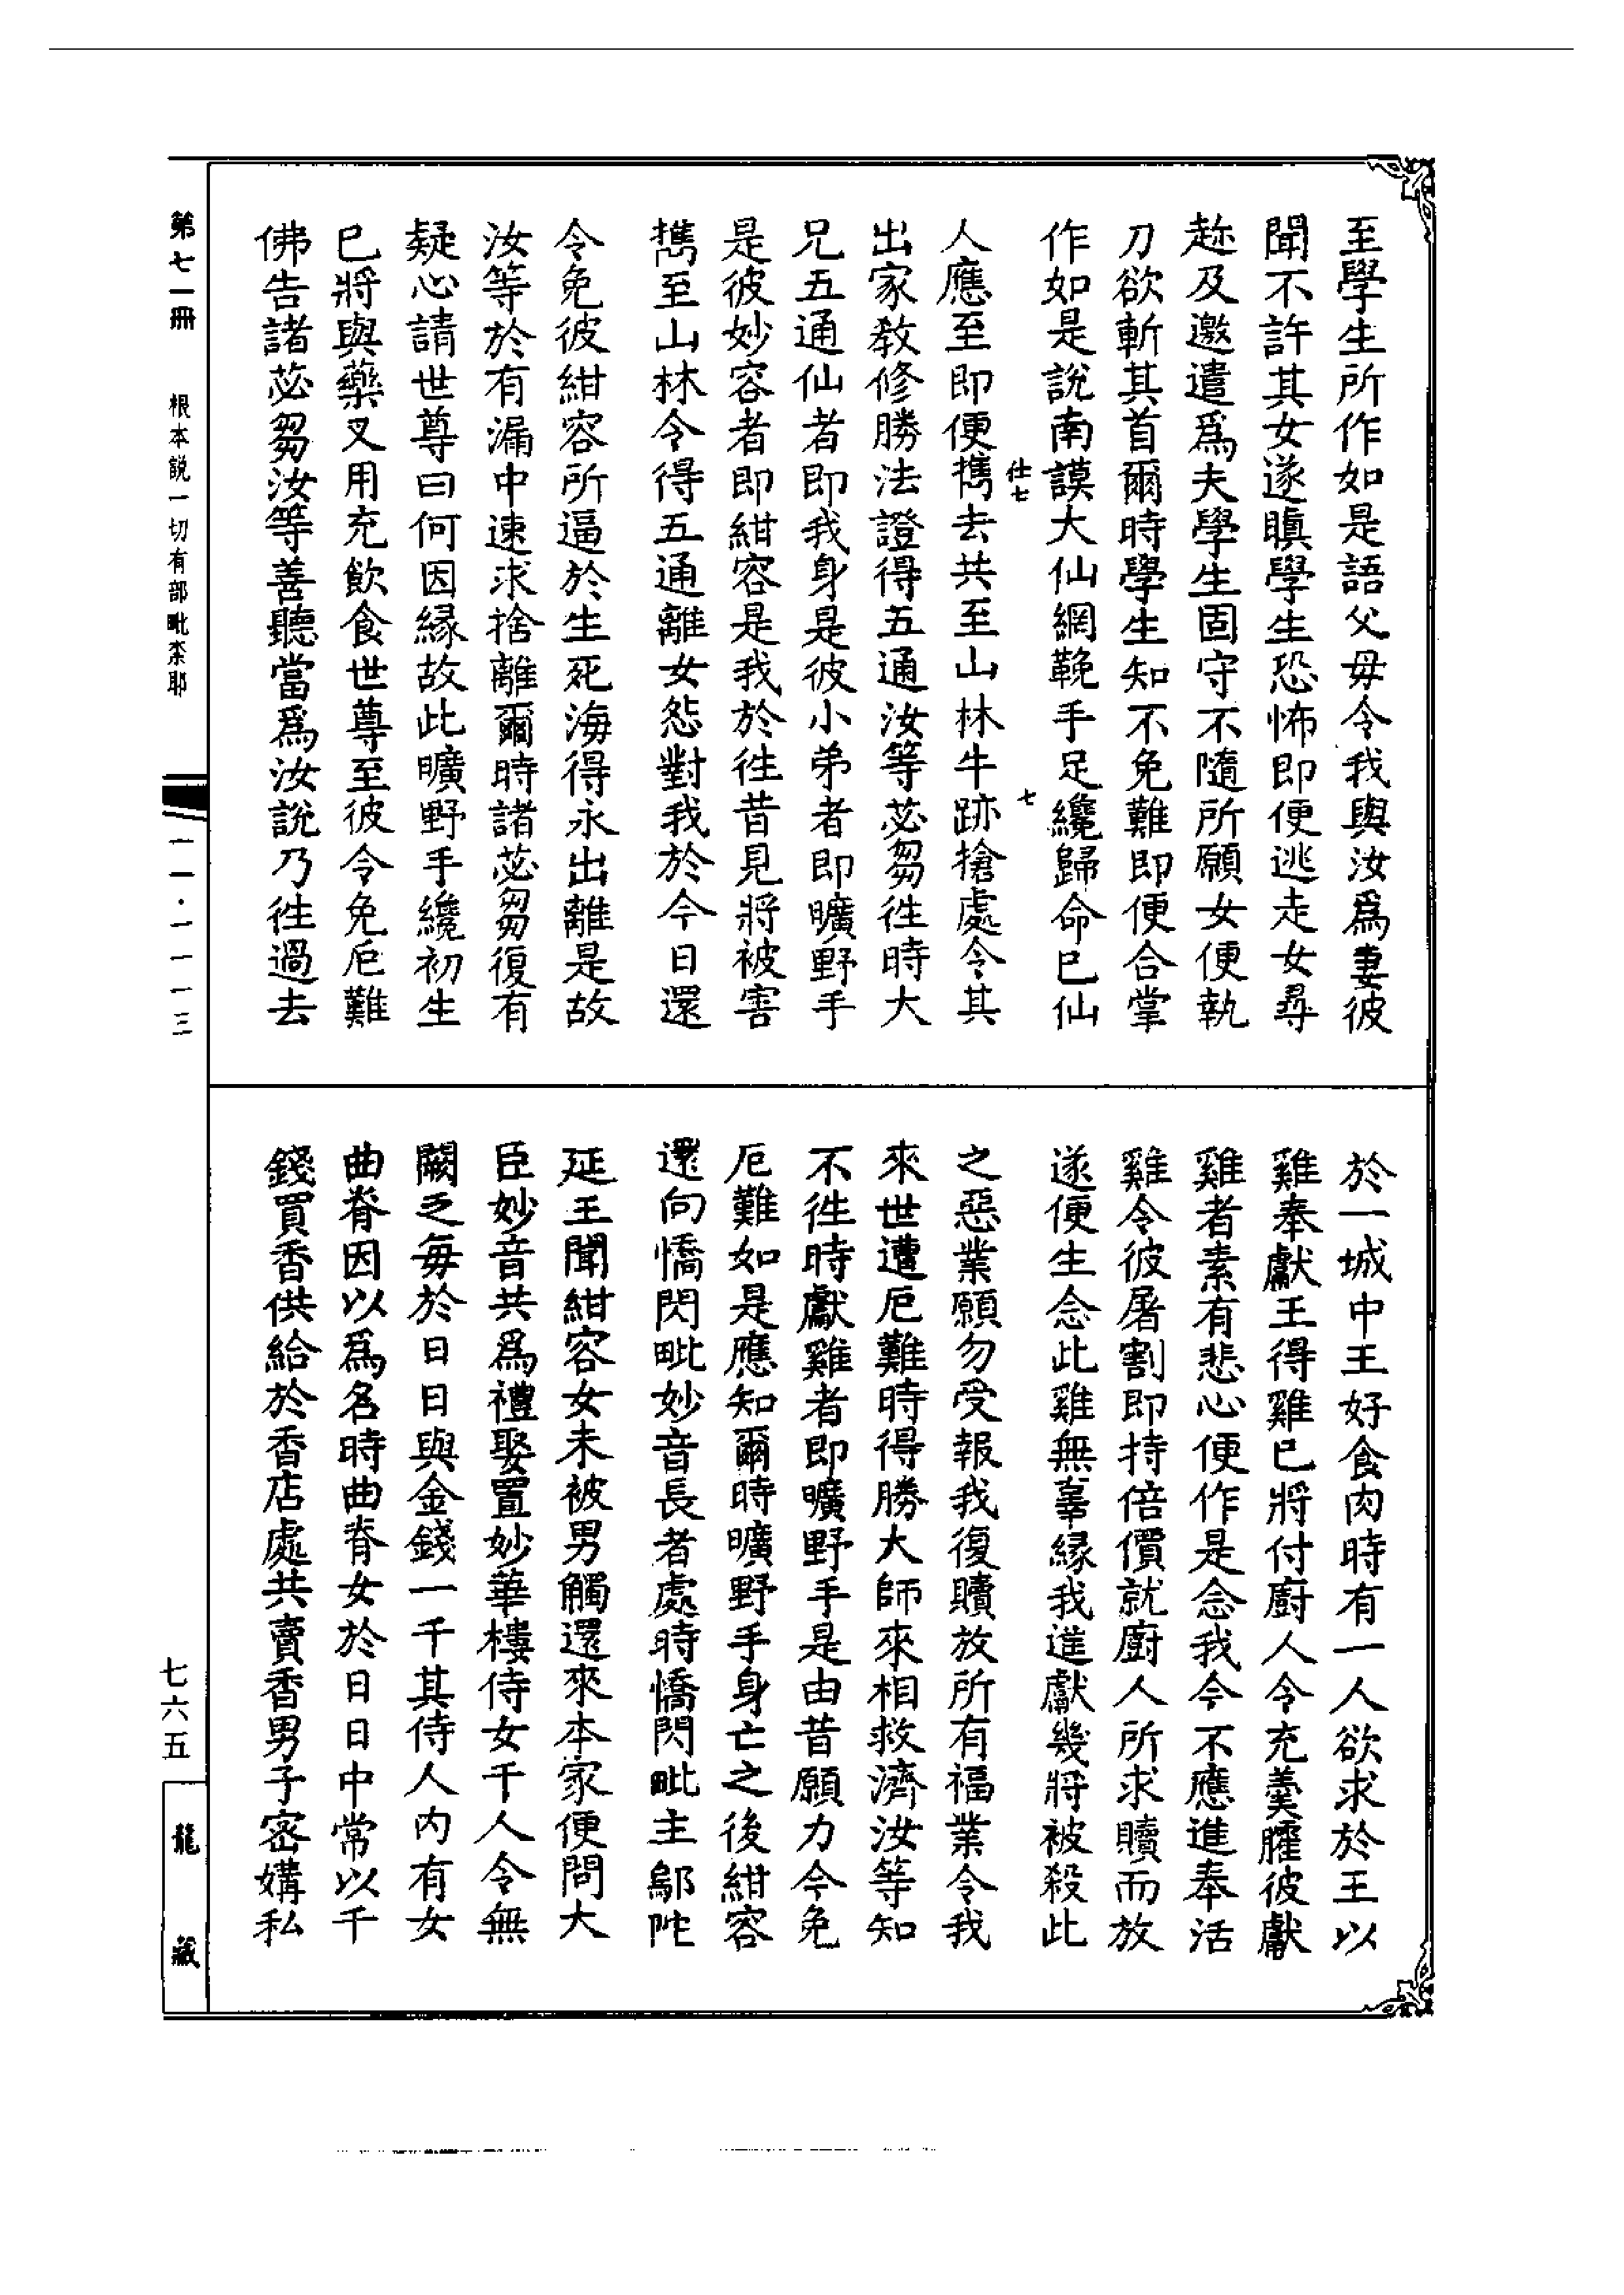 至學生所作如是語父毋令我與汝爲妻彼
聞不許其女遂瞋學生恐怖即便逃走女尋
趂及邀遣爲夫學生固守不隨所願女便執
刀欲斬其首爾時學生知不免難即便合掌
作如是說南謨大仙網鞔手足纔歸命已仙
仕七 七
人應至即便攜去共至山林牛跡搶處令其
出家教修勝法證得五通汝等苾芻徃時大
兄五通仙者即我身是彼小弟者即曠野手
是彼妙容者即紺容是我於徃昔見將被害
攜至山林令得五通離女怨對我於今日還
令免彼紺容所逼於生死海得永出離是故
汝等於有漏中速求捨離爾時諸苾芻復有
疑心請世尊曰何因緣故此曠野手纔初生
已將與藥叉用充飲食世尊至彼令免厄難
佛告諸苾芻汝等善聽當爲汝說乃徃過去
於一城中王好食肉時有一人欲求於王以
雞奉獻王得雞已將付廚人令充羹臛彼獻
雞者素有悲心便作是念我今不應進奉活
雞令彼屠割即持倍價就廚人所求贖而放
遂便生念此雞無辜緣我進獻幾將被殺此
之惡業願勿受報我復贖放所有福業令我
來世遭厄難時得勝大師來相救濟汝等知
不徃時獻雞者即曠野手是由昔願力今免
厄難如是應知爾時曠野手身亡之後紺容
還向憍閃毗妙音長者處時憍閃毗主鄔陀
延王聞紺容女未被男觸還來本家便問大
臣妙音共爲禮娶置妙華樓侍女千人令無
闕乏每於日日與金錢一千其侍人內有女
曲脊因以爲名時曲脊女於日日中常以千
錢買香供給於香店處共賣香男子密媾私
第七一冊 根本説一切有部毗柰耶
一一·一一一三
七六五
龍藏